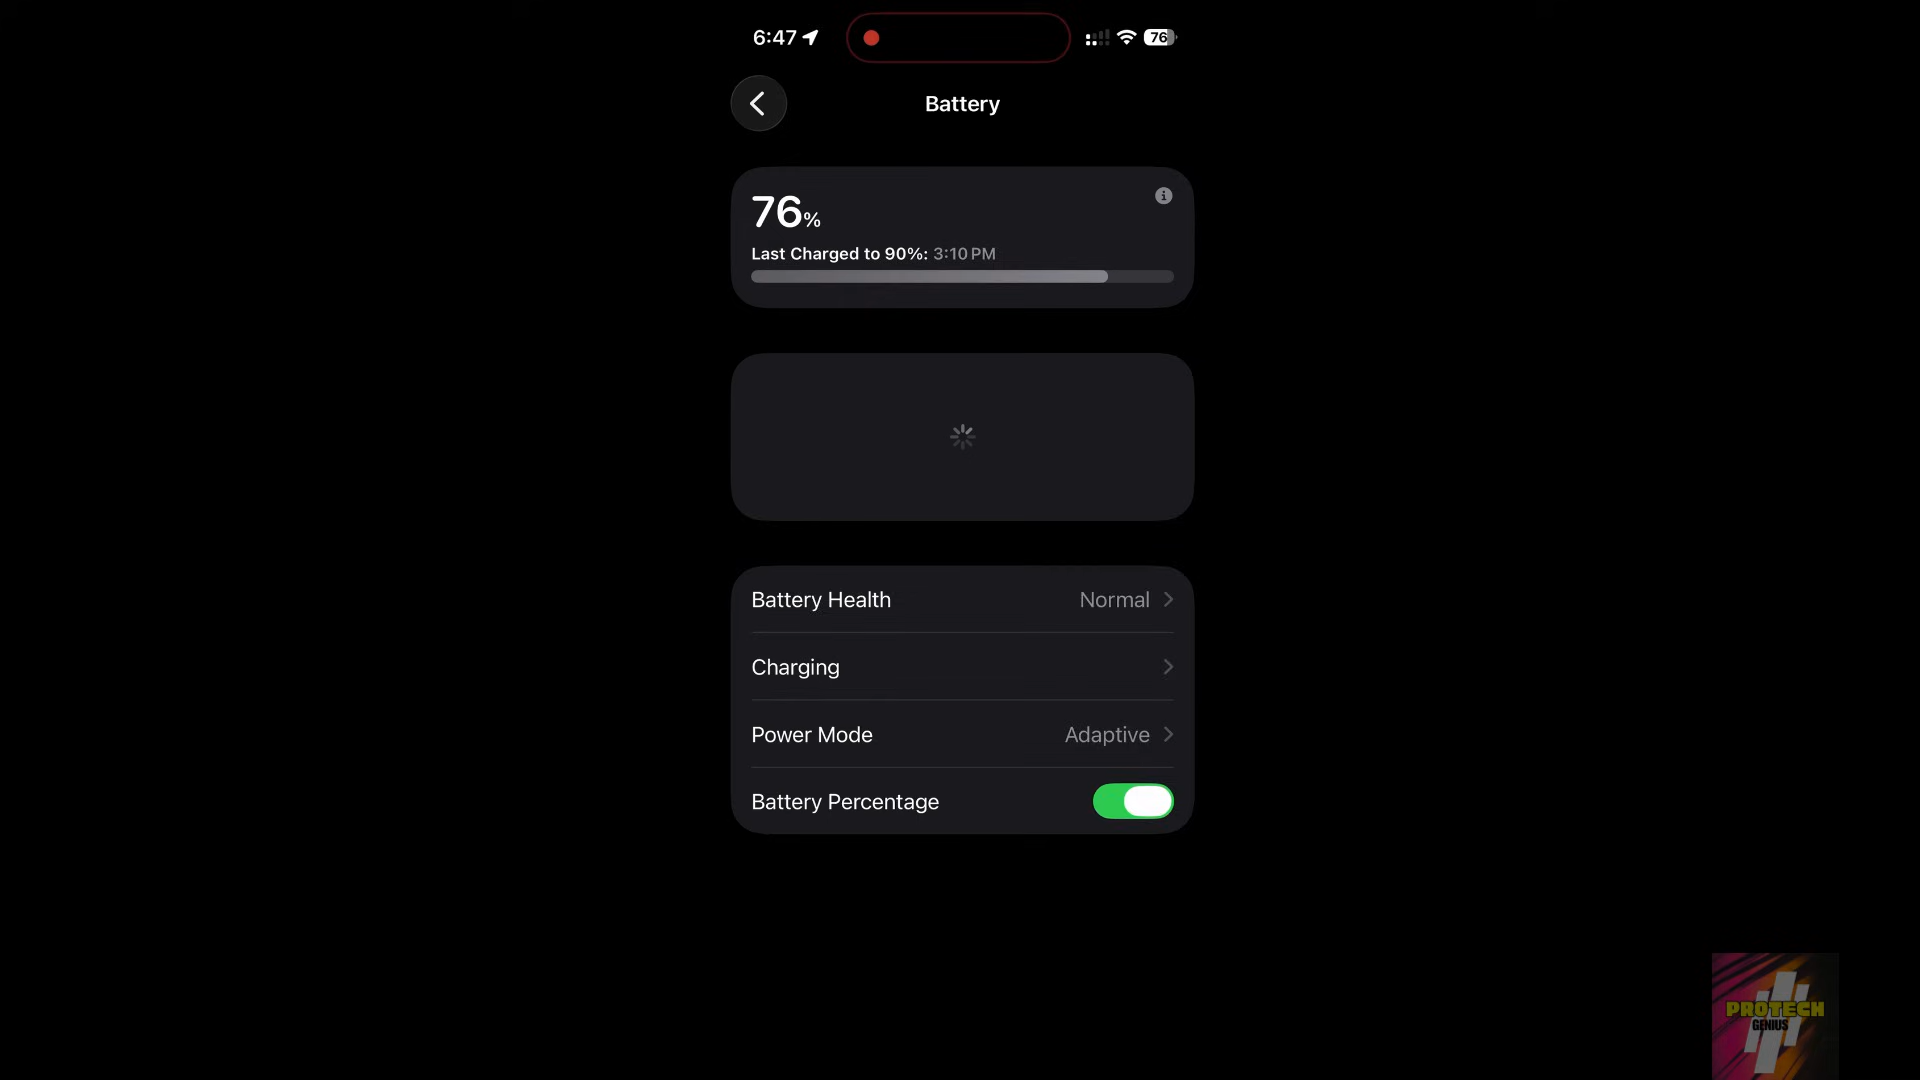 6:47
76
Battery
76%
Last Charged to 90%: 3:10 PM
Battery Health Normal
Charging
Power Mode Adaptive
Battery Percentage
PROTECH
GENIUS